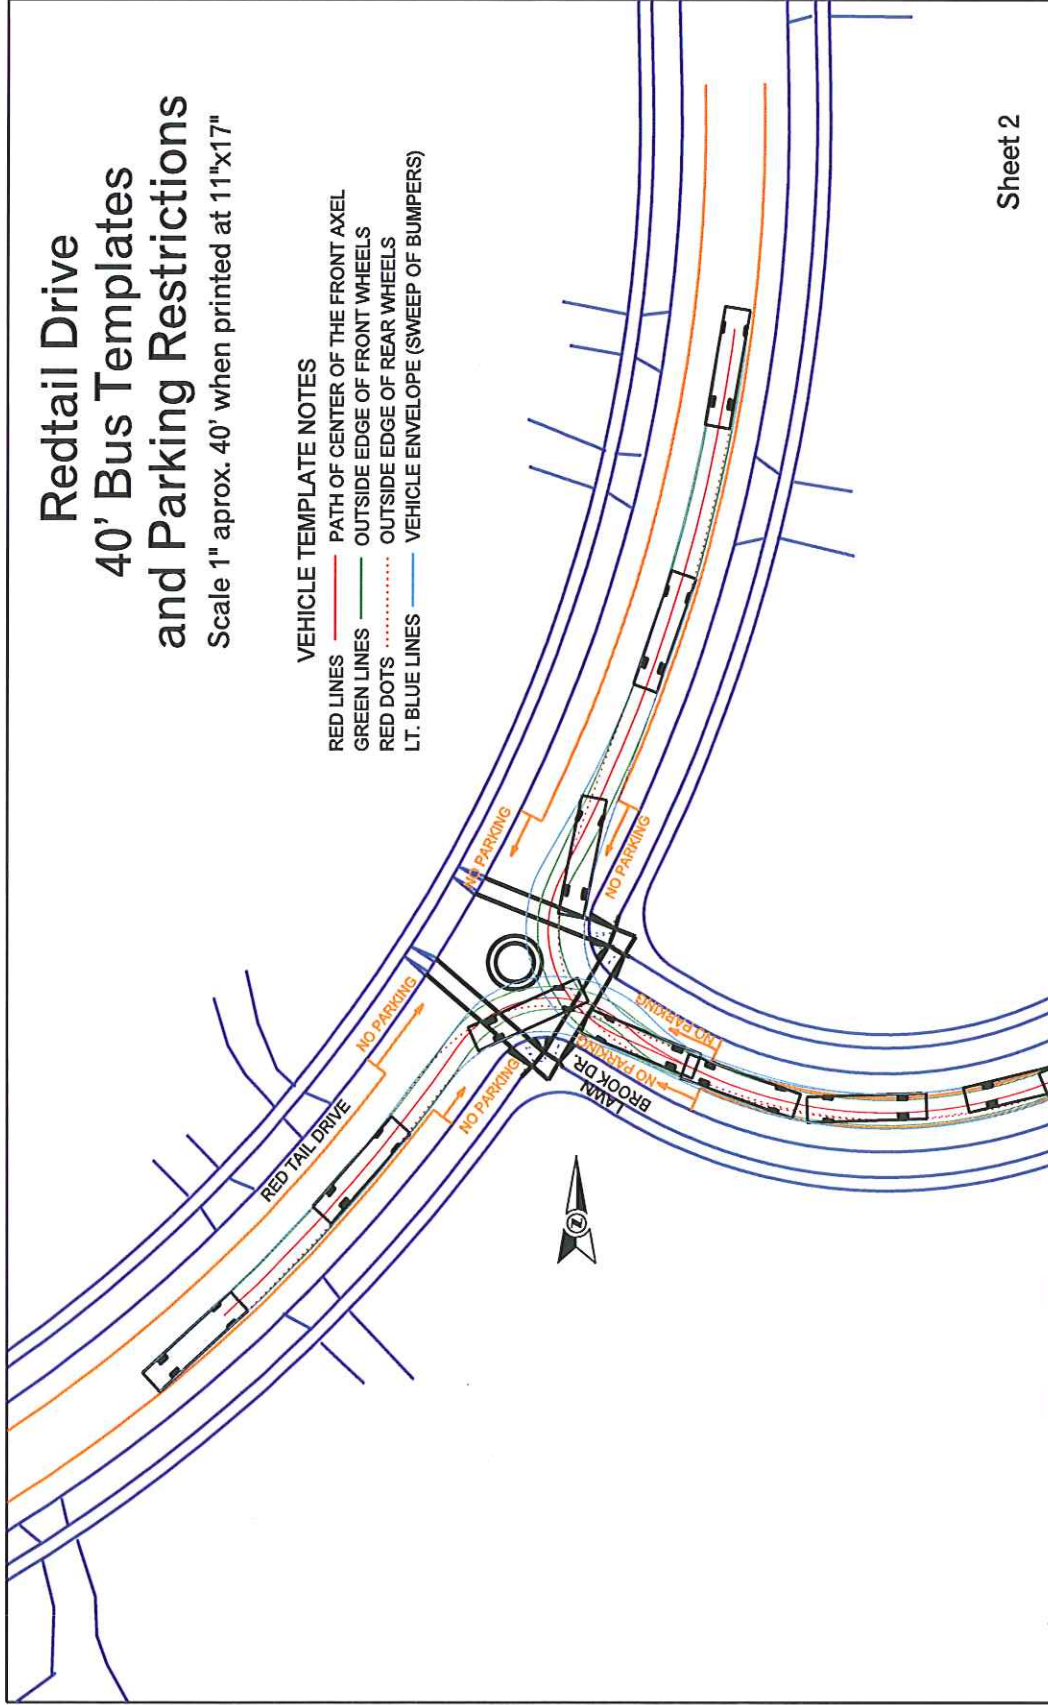 Redtail Drive
40' Bus Templates
and Parking Restrictions
Scale 1" aprox. 40' when printed at 11"x17"
VEHICLE TEMPLATE NOTES
RED LINES PATH OF CENTER OF THE FRONT AXEL
GREEN LINES OUTSIDE EDGE OF FRONT WHEELS
RED DOTS OUTSIDE EDGE OF REAR WHEELS
LT. BLUE LINES VEHICLE ENVELOPE (SWEEP OF BUMPERS)
NO PARKING
NO PARKING
NO PARKING
NO PARKING
NO PARKING
NO PARKING
RED TAIL DRIVE
LAWN
BROOK DR.
Z
Sheet 2